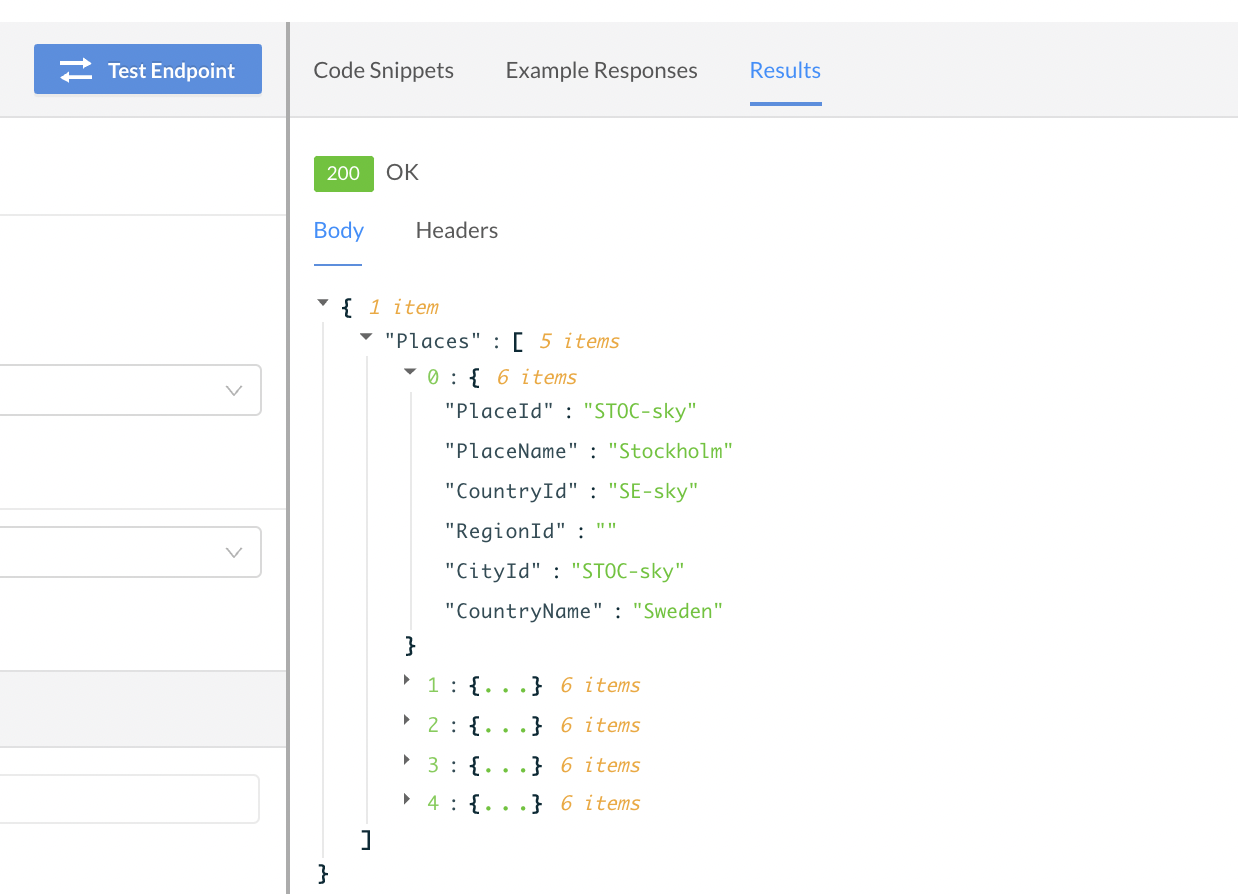 Test Endpoint
Code Snippets Example Responses Results
200 OK
Body Headers
{ 1 item
"Places" : [ 5 items
0 : { 6 items
"PlaceId" : "STOC-sky"
"PlaceName" : "Stockholm"
"CountryId" : "SE-sky"
"RegionId" : ""
"CityId" : "STOC-sky"
"CountryName" : "Sweden"
}
1 : {...} 6 items
2 : {...} 6 items
3 : {...} 6 items
4 : {...} 6 items
]
}